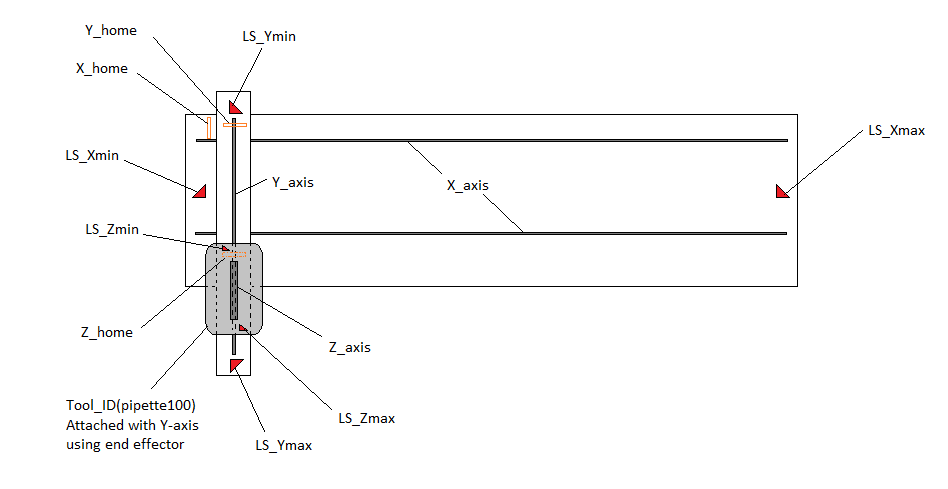 Y_home
LS_Ymin
X_home
LS_Xmax
LS_Xmin
Y_axis
X_axis
LS_Zmin
Z_home
Z_axis
Tool_ID(pipette100)
Attached with Y-axis
using end effector
LS_Zmax
LS_Ymax